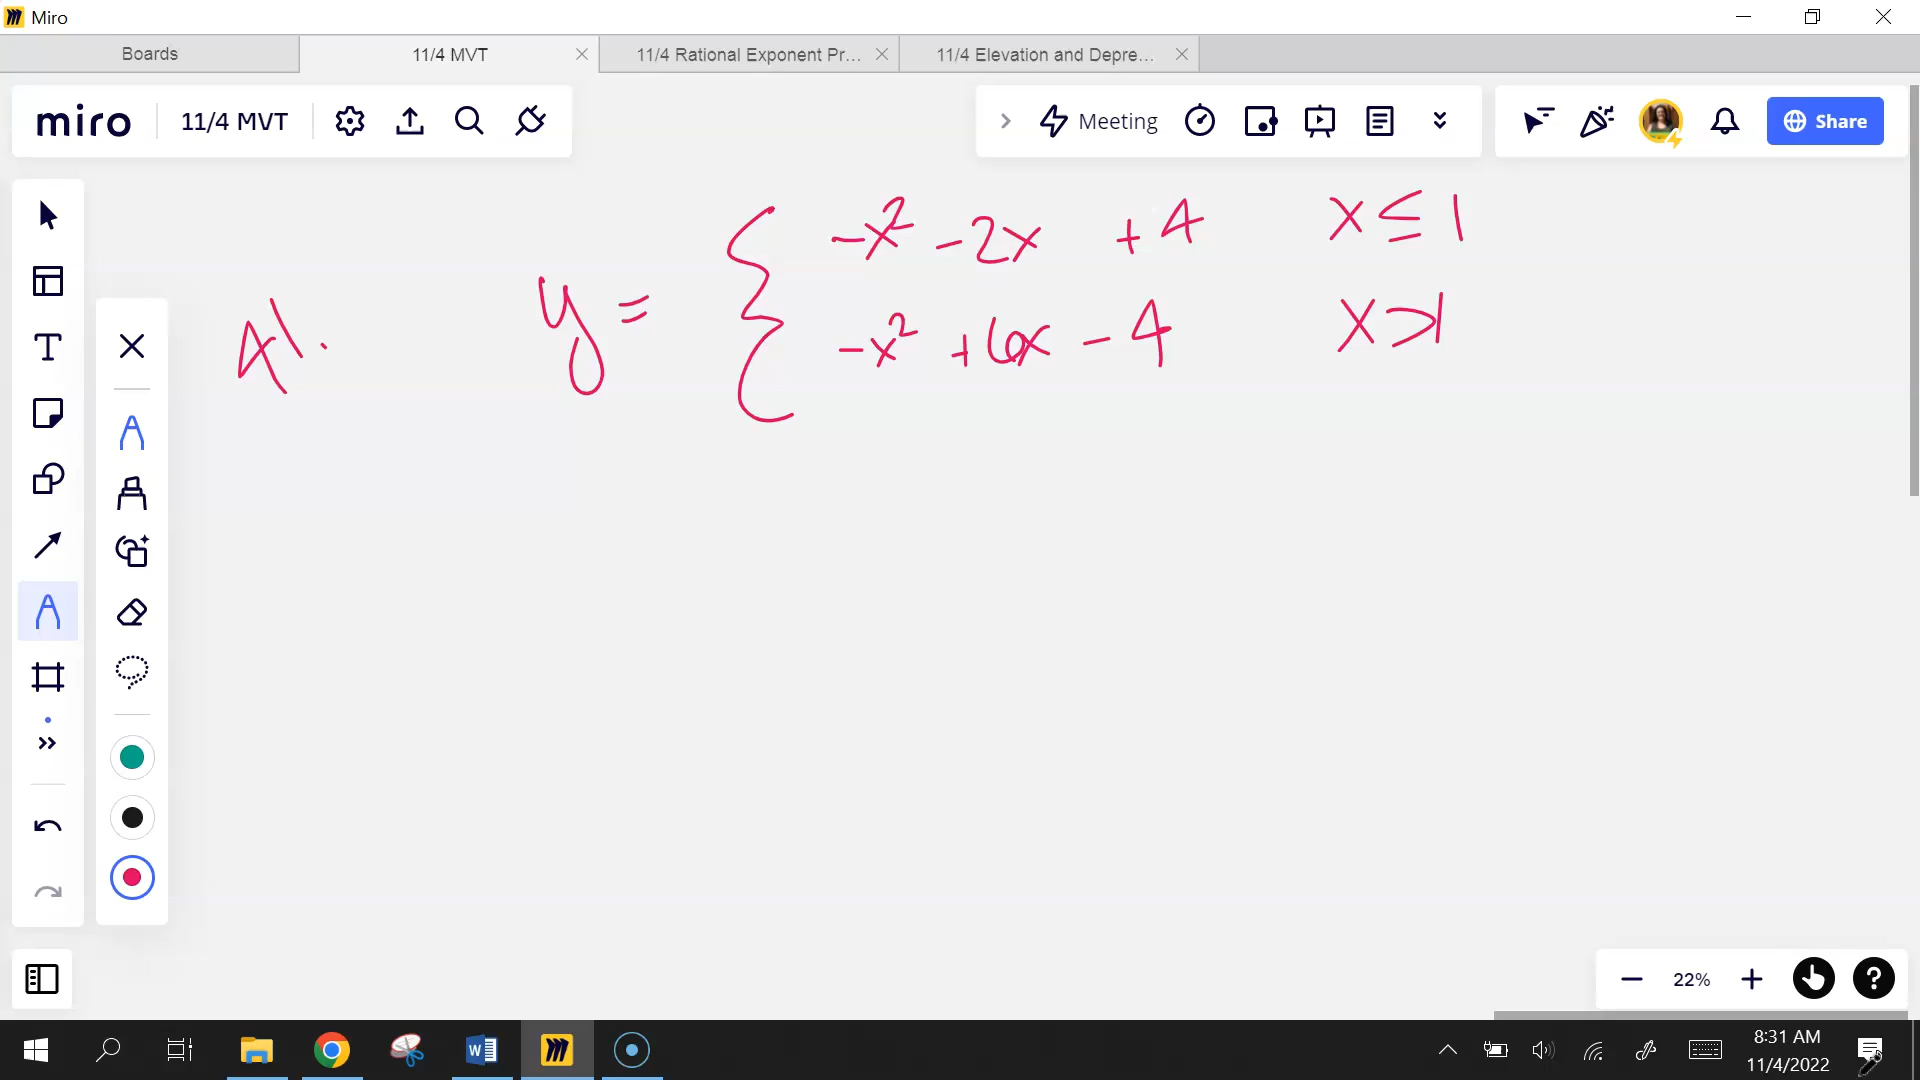 Miro
Boards
11/4 MVT
11/4 Rational Exponent Pr...
11/4 Elevation and Depre...
miro
11/4 MVT
Meeting
Share
41. y = { -x² - 2x + 4 x ≤ 1
-x² + 6x - 4 x > 1
22%
8:31 AM
11/4/2022